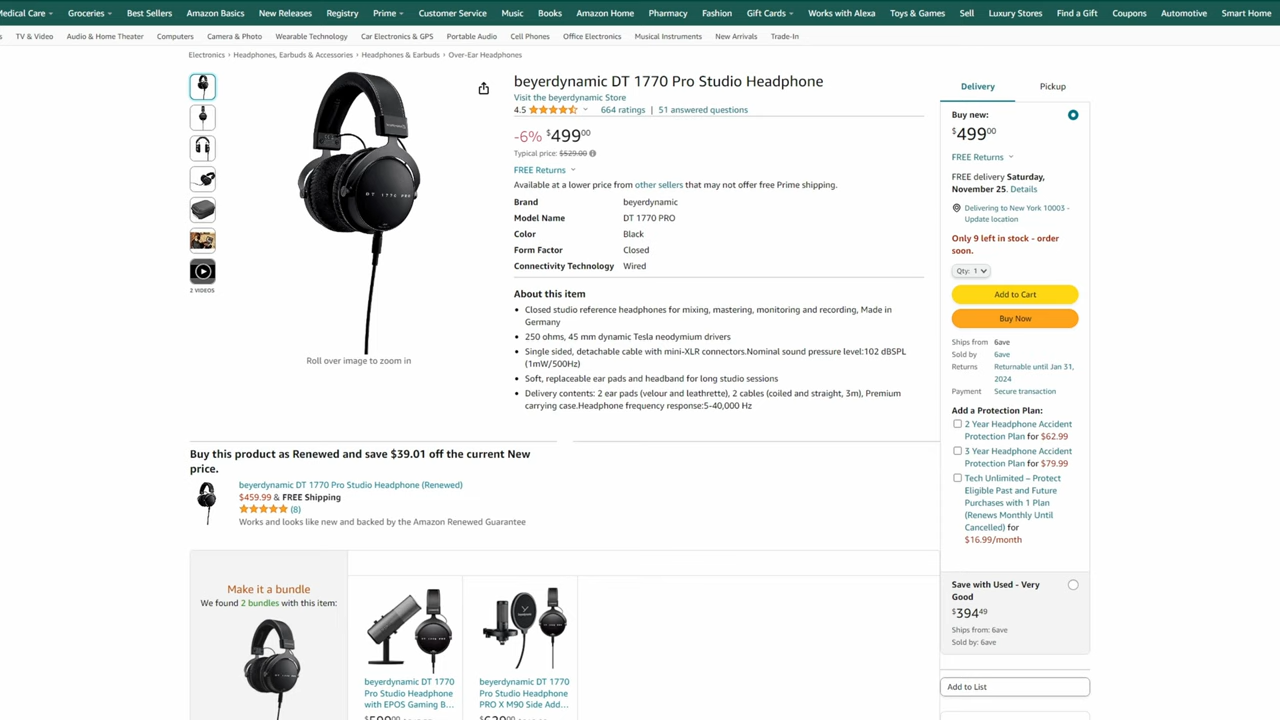 Medical Care Groceries Best Sellers Amazon Basics New Releases Registry Prime Customer Service Music Books Amazon Home Pharmacy Fashion Gift Cards Works with Alexa Toys & Games Sell Luxury Stores Find a Gift Coupons Automotive Smart Home
TV & Video Audio & Home Theater Computers Camera & Photo Wearable Technology Car Electronics & GPS Portable Audio Cell Phones Office Electronics Musical Instruments New Arrivals Trade-In
Electronics › Headphones, Earbuds & Accessories › Headphones & Earbuds › Over-Ear Headphones
2 VIDEOS
DT 1770 PRO
Roll over image to zoom in
beyerdynamic DT 1770 Pro Studio Headphone
Visit the beyerdynamic Store
4.5 664 ratings | 51 answered questions
-6% $49900
Typical price: $529.00
FREE Returns
Available at a lower price from other sellers that may not offer free Prime shipping.
Brand beyerdynamic
Model Name DT 1770 PRO
Color Black
Form Factor Closed
Connectivity Technology Wired
About this item
• Closed studio reference headphones for mixing, mastering, monitoring and recording, Made in
Germany
• 250 ohms, 45 mm dynamic Tesla neodymium drivers
• Single sided, detachable cable with mini-XLR connectors.Nominal sound pressure level:102 dBSPL
(1mW/500Hz)
• Soft, replaceable ear pads and headband for long studio sessions
• Delivery contents: 2 ear pads (velour and leathrette), 2 cables (coiled and straight, 3m), Premium
carrying case.Headphone frequency response:5-40,000 Hz
Delivery Pickup
Buy new:
$49900
FREE Returns
FREE delivery Saturday,
November 25. Details
Delivering to New York 10003 -
Update location
Only 9 left in stock - order
soon.
Qty: 1
Add to Cart
Buy Now
Ships from 6ave
Sold by 6ave
Returns Returnable until Jan 31,
2024
Payment Secure transaction
Add a Protection Plan:
2 Year Headphone Accident
Protection Plan for $62.99
3 Year Headphone Accident
Protection Plan for $79.99
Tech Unlimited – Protect
Eligible Past and Future
Purchases with 1 Plan
(Renews Monthly Until
Cancelled) for
$16.99/month
Save with Used - Very
Good
$39449
Ships from: 6ave
Sold by: 6ave
Add to List
Buy this product as Renewed and save $39.01 off the current New
price.
beyerdynamic DT 1770 Pro Studio Headphone (Renewed)
$459.99 & FREE Shipping
(8)
Works and looks like new and backed by the Amazon Renewed Guarantee
Make it a bundle
We found 2 bundles with this item:
beyerdynamic DT 1770
Pro Studio Headphone
with EPOS Gaming B...
beyerdynamic DT 1770
Pro Studio Headphone
PRO X M90 Side Add...